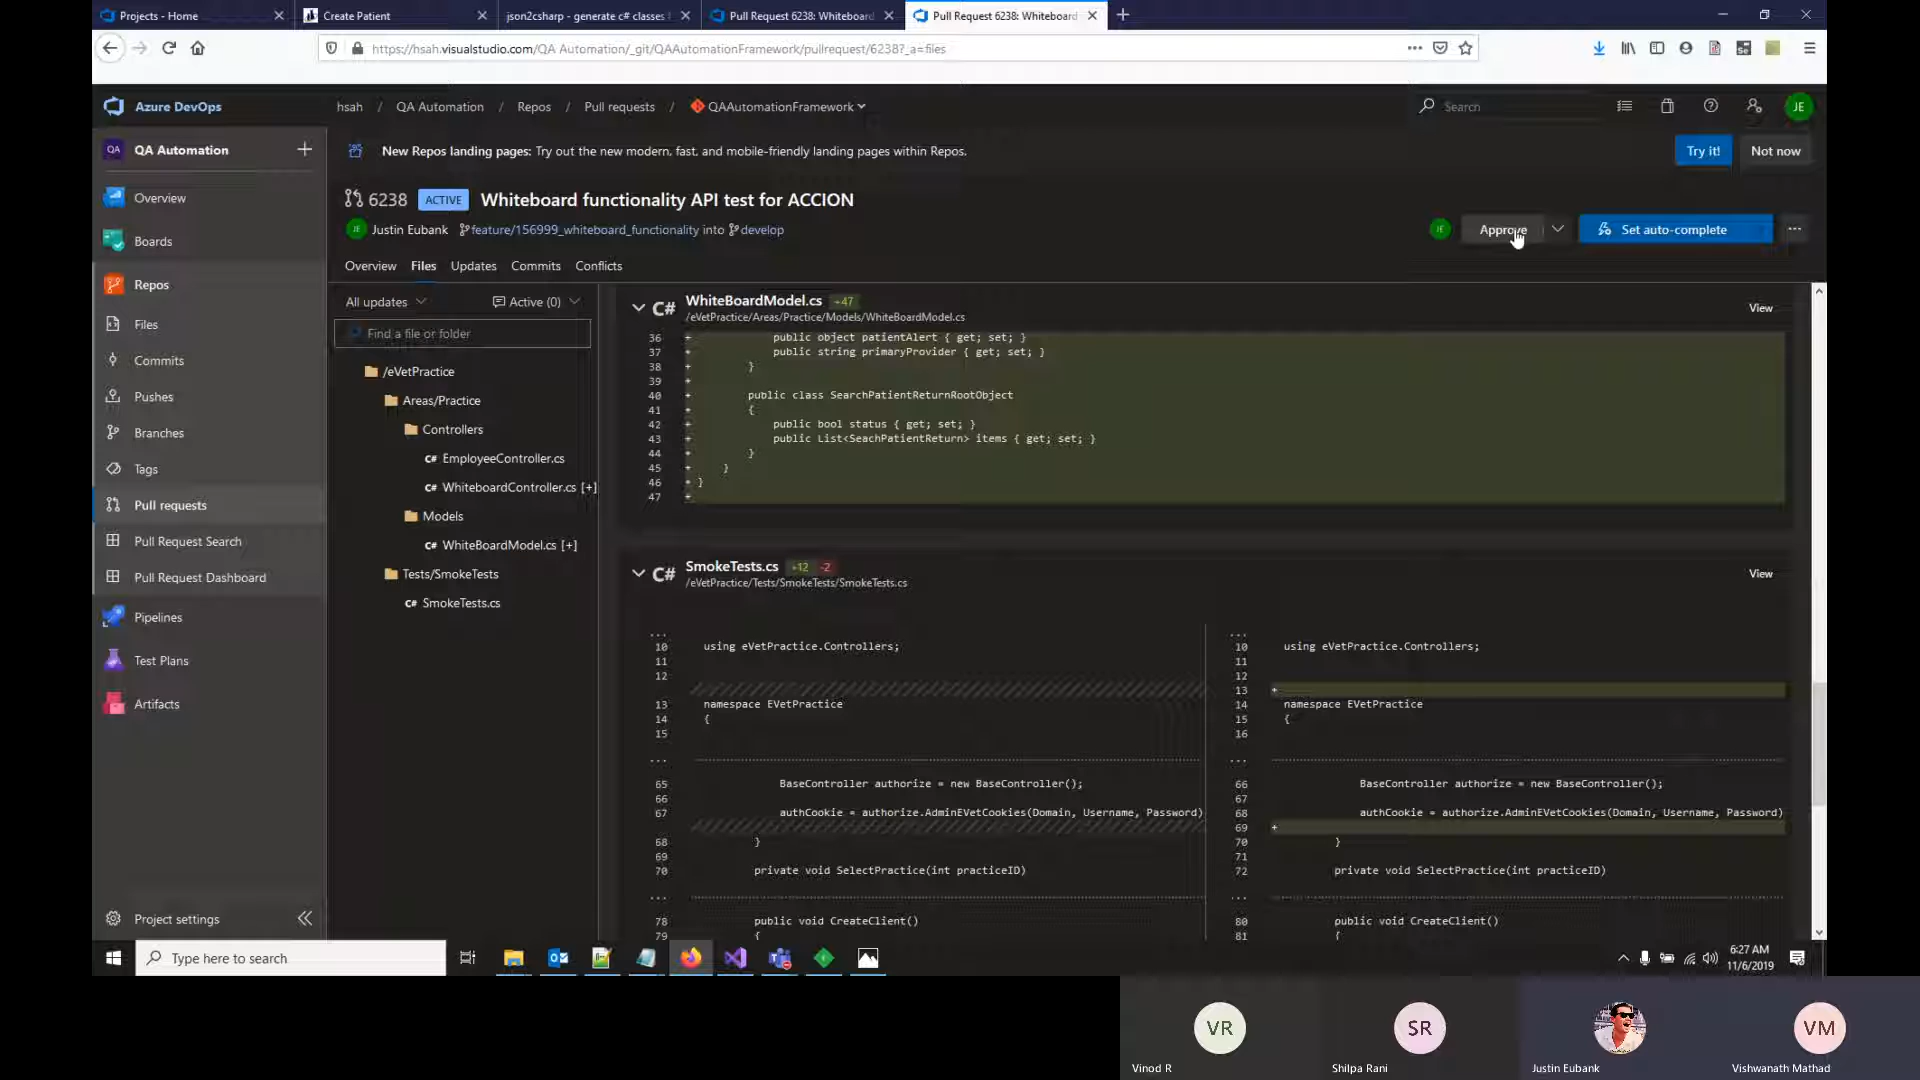 Projects - Home
Create Patient
json2csharp - generate c# classes
Pull Request 6238: Whiteboard
Pull Request 6238: Whiteboard
https://hsah.visualstudio.com/QA Automation/_git/QAAutomationFramework/pullrequest/6238?_a=files
Azure DevOps
hsah / QA Automation / Repos / Pull requests / QAAutomationFramework
Search
JE
QA QA Automation
New Repos landing pages: Try out the new modern, fast, and mobile-friendly landing pages within Repos.
Try it!
Not now
Overview
Boards
Repos
Files
Commits
Pushes
Branches
Tags
Pull requests
Pull Request Search
Pull Request Dashboard
Pipelines
Test Plans
Artifacts
Project settings
6238 ACTIVE Whiteboard functionality API test for ACCION
JE Justin Eubank feature/156999_whiteboard_functionality into develop
JE
Approve
Set auto-complete
Overview Files Updates Commits Conflicts
All updates
Active (0)
Find a file or folder
/eVetPractice
Areas/Practice
Controllers
C# EmployeeController.cs
C# WhiteboardController.cs [+]
Models
C# WhiteBoardModel.cs [+]
Tests/SmokeTests
C# SmokeTests.cs
C# WhiteBoardModel.cs +47
/eVetPractice/Areas/Practice/Models/WhiteBoardModel.cs
View
36 + public object patientAlert { get; set; }
37 + public string primaryProvider { get; set; }
38 + }
39 +
40 + public class SearchPatientReturnRootObject
41 + {
42 + public bool status { get; set; }
43 + public List<SeachPatientReturn> items { get; set; }
44 + }
45 + }
46 + }
47 +
C# SmokeTests.cs +12 -2
/eVetPractice/Tests/SmokeTests/SmokeTests.cs
View
...
10 using eVetPractice.Controllers;
11
12
13 namespace EVetPractice
14 {
15
...
65 BaseController authorize = new BaseController();
66
67 authCookie = authorize.AdminEVetCookies(Domain, Username, Password)
68 }
69
70 private void SelectPractice(int practiceID)
...
78 public void CreateClient()
79 {
...
10 using eVetPractice.Controllers;
11
12
13 +
14 namespace EVetPractice
15 {
16
...
66 BaseController authorize = new BaseController();
67
68 authCookie = authorize.AdminEVetCookies(Domain, Username, Password)
69 +
70 }
71
72 private void SelectPractice(int practiceID)
...
80 public void CreateClient()
81 {
Type here to search
6:27 AM
11/6/2019
VR
Vinod R
SR
Shilpa Rani
Justin Eubank
VM
Vishwanath Mathad